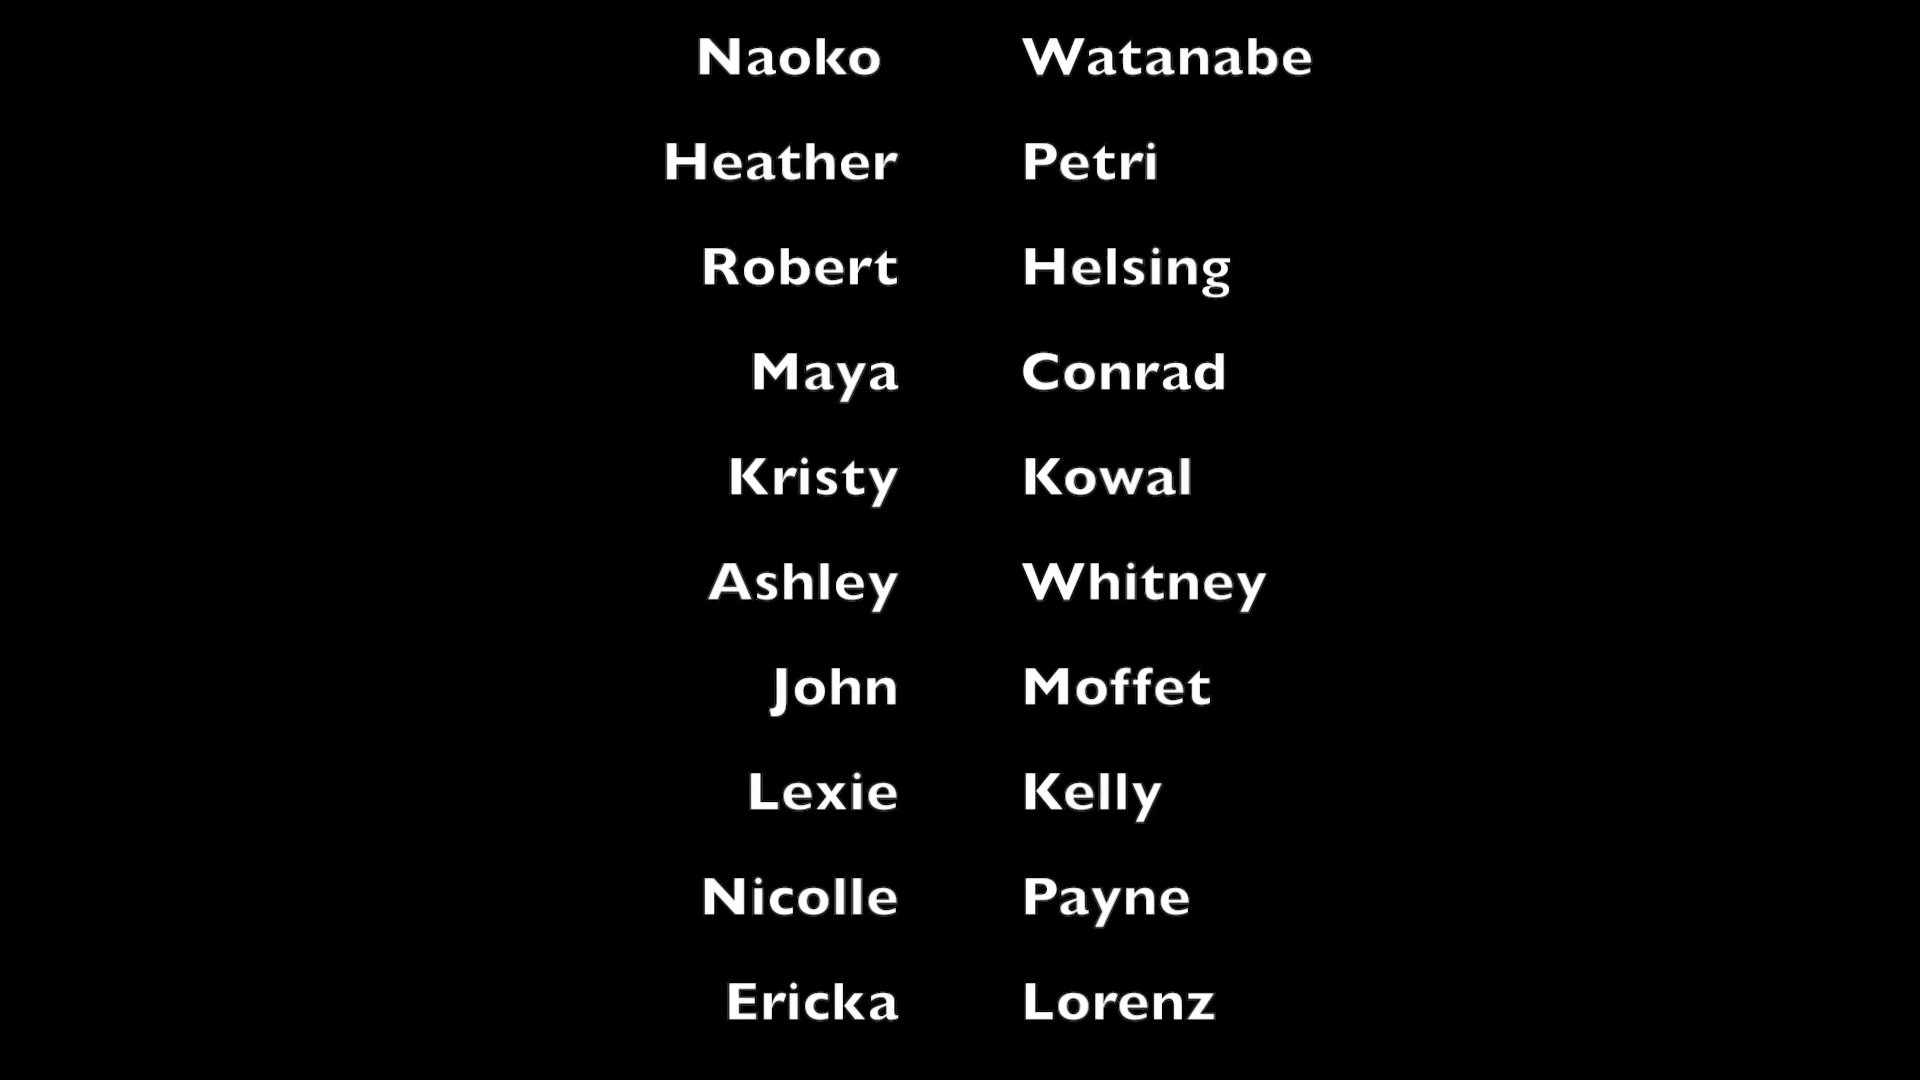 Naoko Watanabe
Heather Petri
Robert Helsing
Maya Conrad
Kristy Kowal
Ashley Whitney
John Moffet
Lexie Kelly
Nicolle Payne
Ericka Lorenz